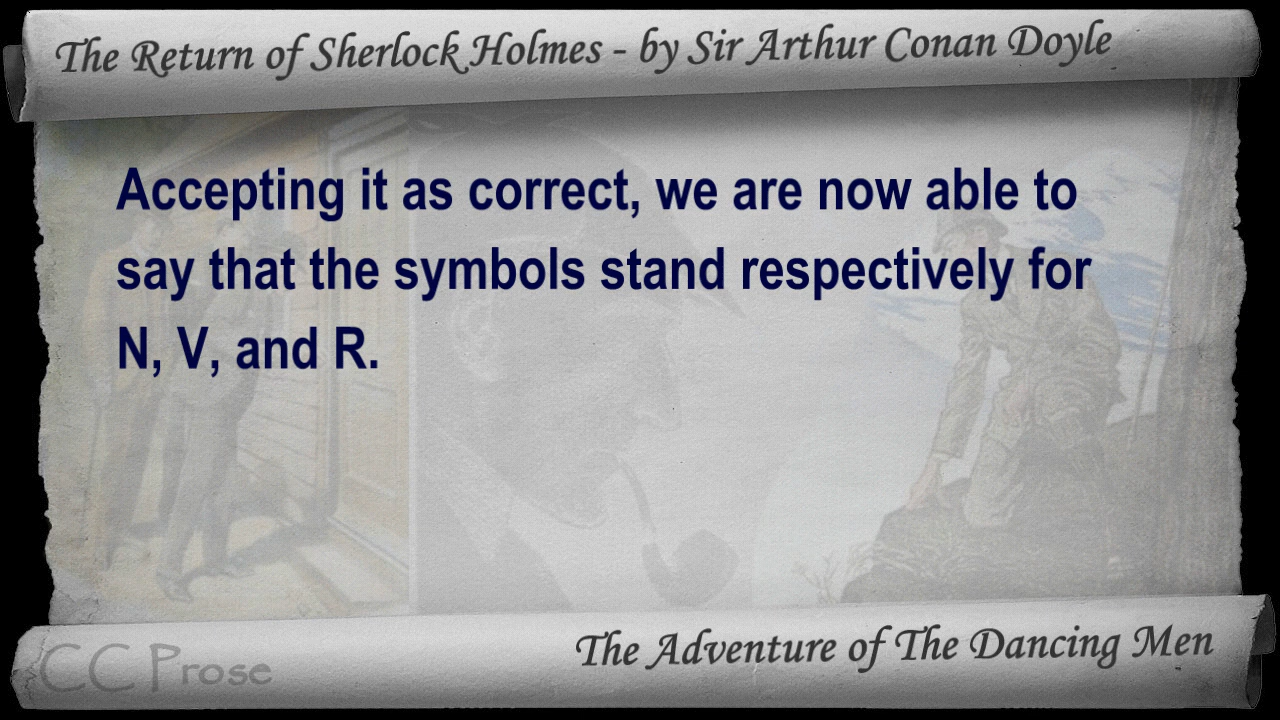 The Return of Sherlock Holmes - by Sir Arthur Conan Doyle
Accepting it as correct, we are now able to
say that the symbols stand respectively for
N, V, and R.
CC Prose
The Adventure of The Dancing Men